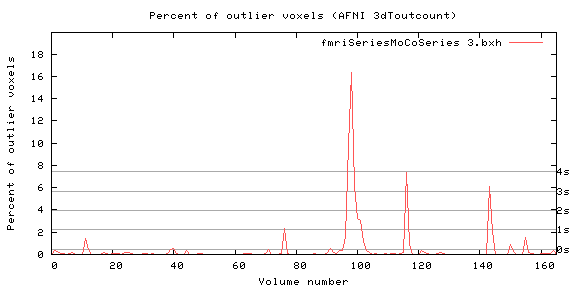 Percent of outlier voxels (AFNI 3dToutcount)
fmriSeriesMoCoSeries 3.bxh
Percent of outlier voxels
18
16
14
12
10
8
6
4
2
0
4s
3s
2s
1s
0s
0 20 40 60 80 100 120 140 160
Volume number